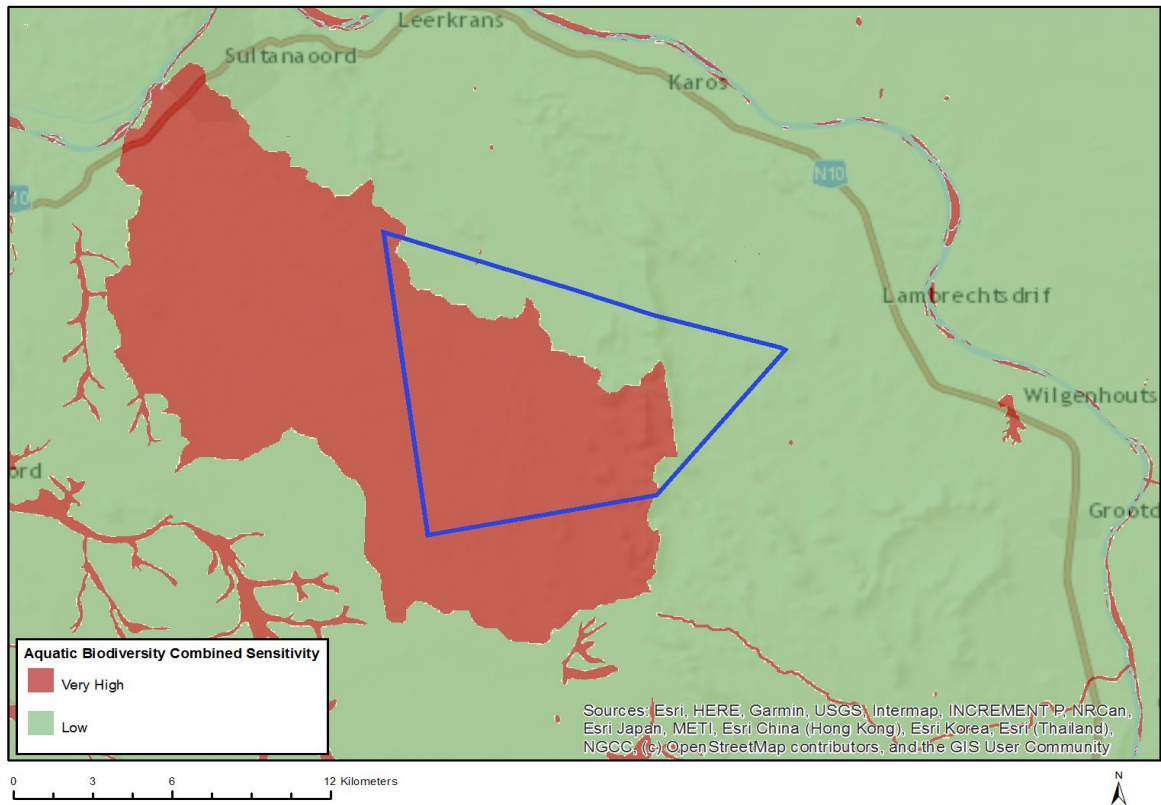 Leerkrans
Sultanaoord
Karos
N10
10
Lambrechtsdrif
Wilgenhouts
ord
Grootd
Aquatic Biodiversity Combined Sensitivity
Very High
Low
Sources: Esri, HERE, Garmin, USGS, Intermap, INCREMENT P, NRCan,
Esri Japan, METI, Esri China (Hong Kong), Esri Korea, Esri (Thailand),
NGCC, (c) OpenStreetMap contributors, and the GIS User Community
0 3 6 12 Kilometers
N